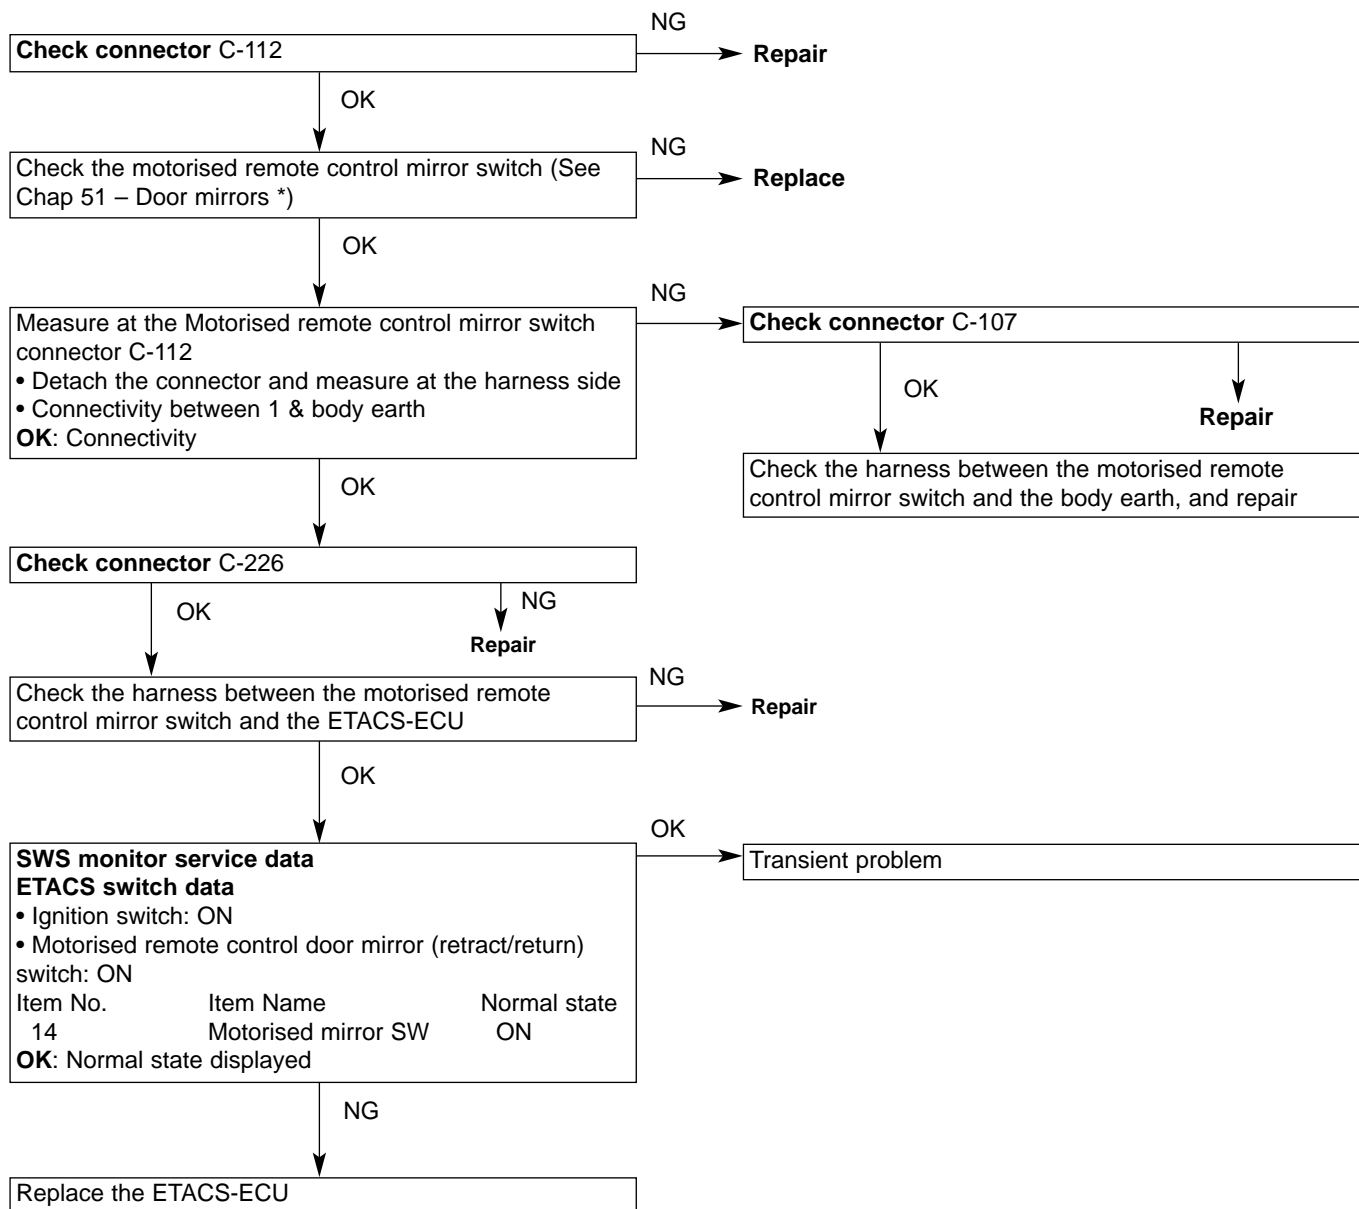 NG
Check connector C-112
Repair
OK
NG
Check the motorised remote control mirror switch (See
Chap 51 – Door mirrors *)
Replace
OK
NG
Measure at the Motorised remote control mirror switch
connector C-112
• Detach the connector and measure at the harness side
• Connectivity between 1 & body earth
OK: Connectivity
Check connector C-107
OK
Repair
Check the harness between the motorised remote
control mirror switch and the body earth, and repair
OK
Check connector C-226
OK
NG
Repair
Check the harness between the motorised remote
control mirror switch and the ETACS-ECU
NG
Repair
OK
SWS monitor service data
ETACS switch data
• Ignition switch: ON
• Motorised remote control door mirror (retract/return)
switch: ON
Item No. Item Name Normal state
14 Motorised mirror SW ON
OK: Normal state displayed
OK
Transient problem
NG
Replace the ETACS-ECU